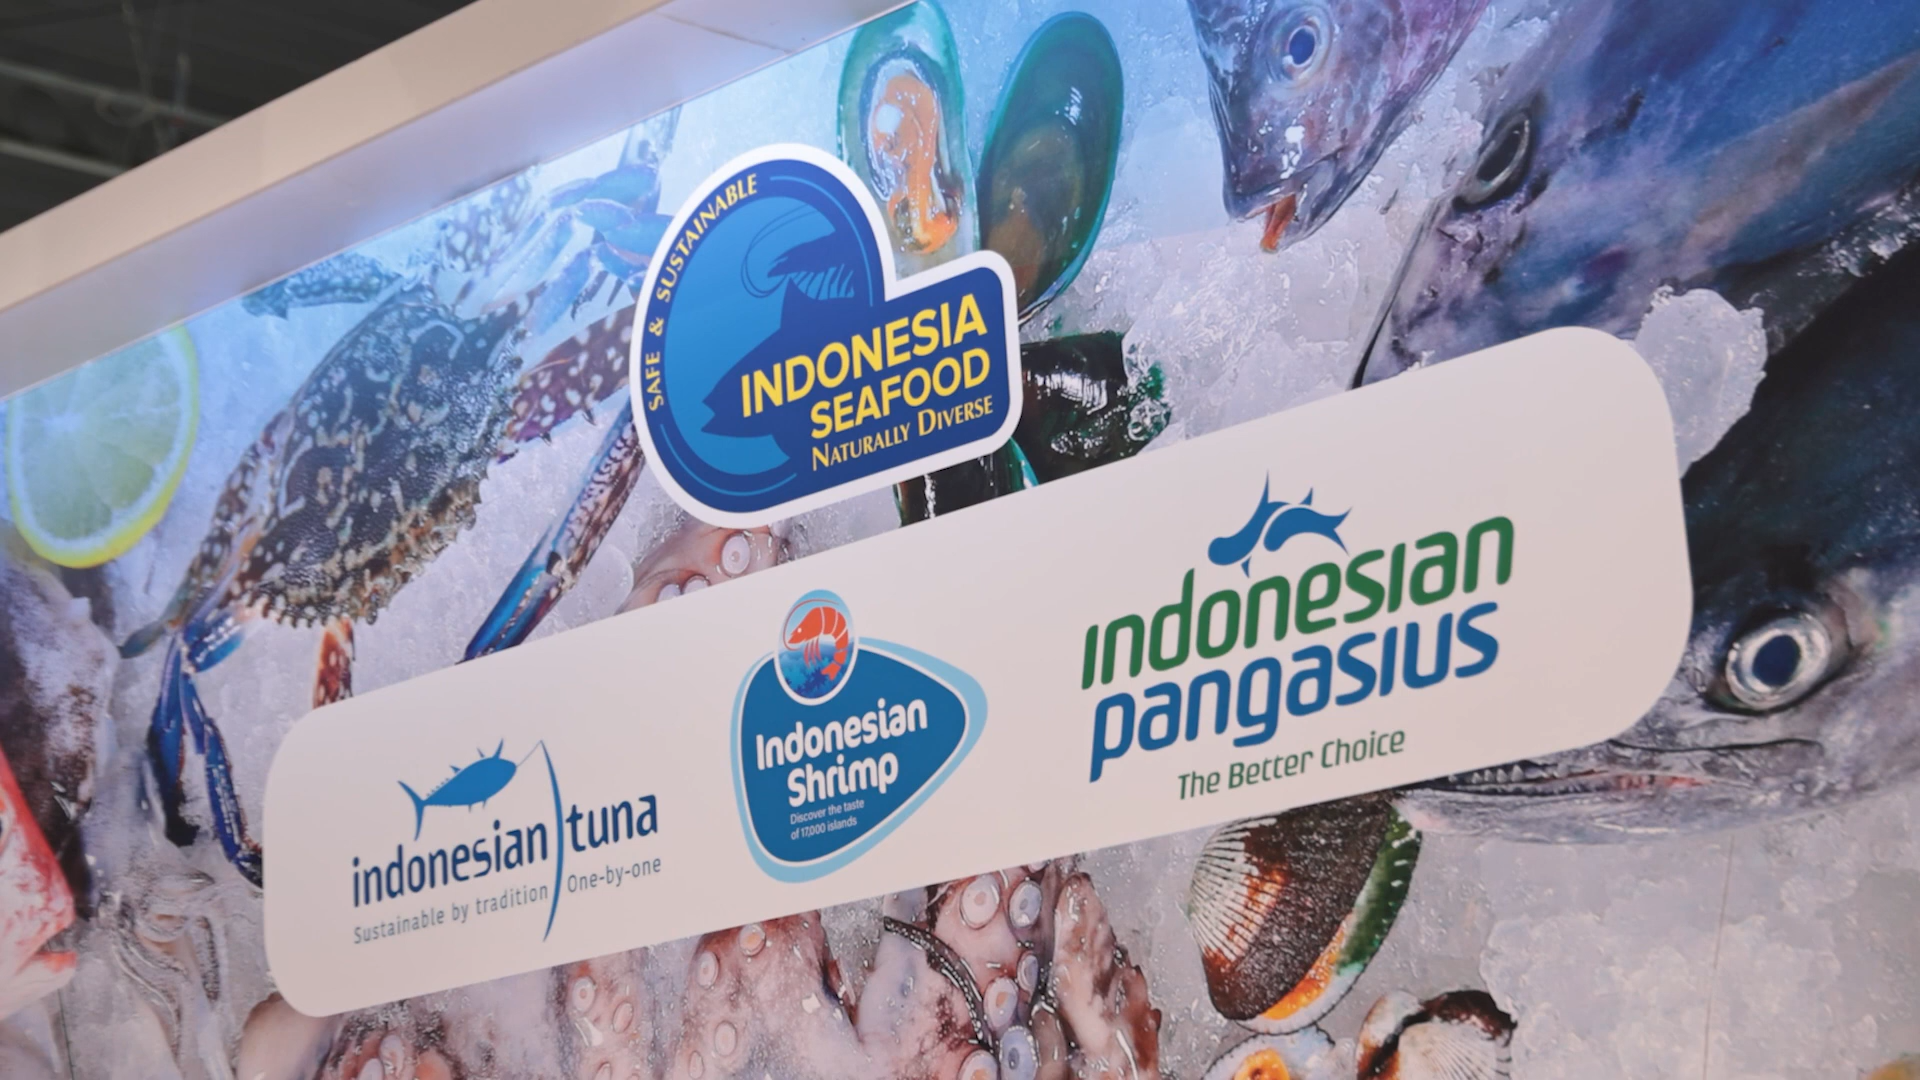 SAFE & SUSTAINABLE
INDONESIA
SEAFOOD
NATURALLY DIVERSE
indonesian tuna
Sustainable by tradition One-by-one
Indonesian
Shrimp
Discover the taste
of 17,000 islands
indonesian
pangasius
The Better Choice